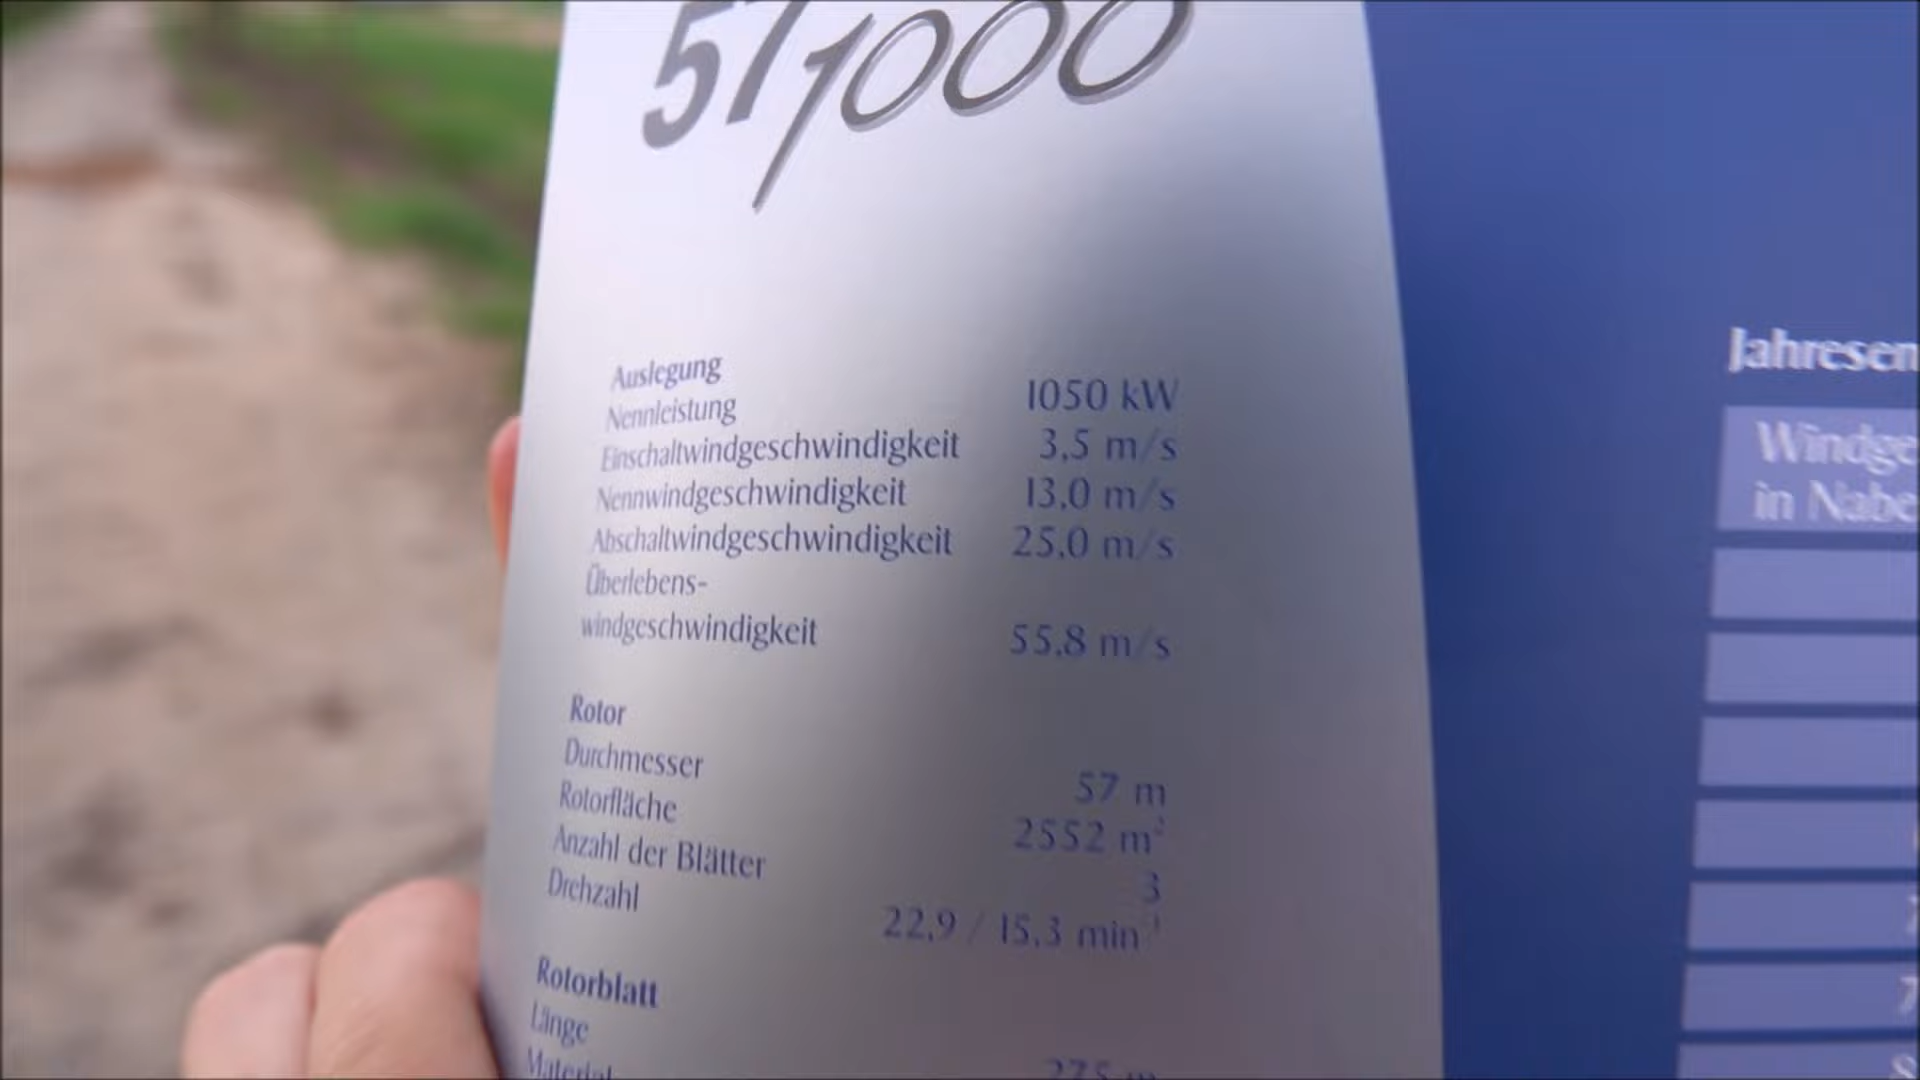 57/1000
Auslegung
Nennleistung 1050 kW
Einschaltwindgeschwindigkeit 3,5 m/s
Nennwindgeschwindigkeit 13,0 m/s
Abschaltwindgeschwindigkeit 25,0 m/s
Überlebens-
windgeschwindigkeit 55,8 m/s
Rotor
Durchmesser 57 m
Rotorfläche 2552 m²
Anzahl der Blätter 3
Drehzahl 22,9 / 15,3 min⁻¹
Rotorblatt
Länge
Material
Jahresen
Windge
in Nabe